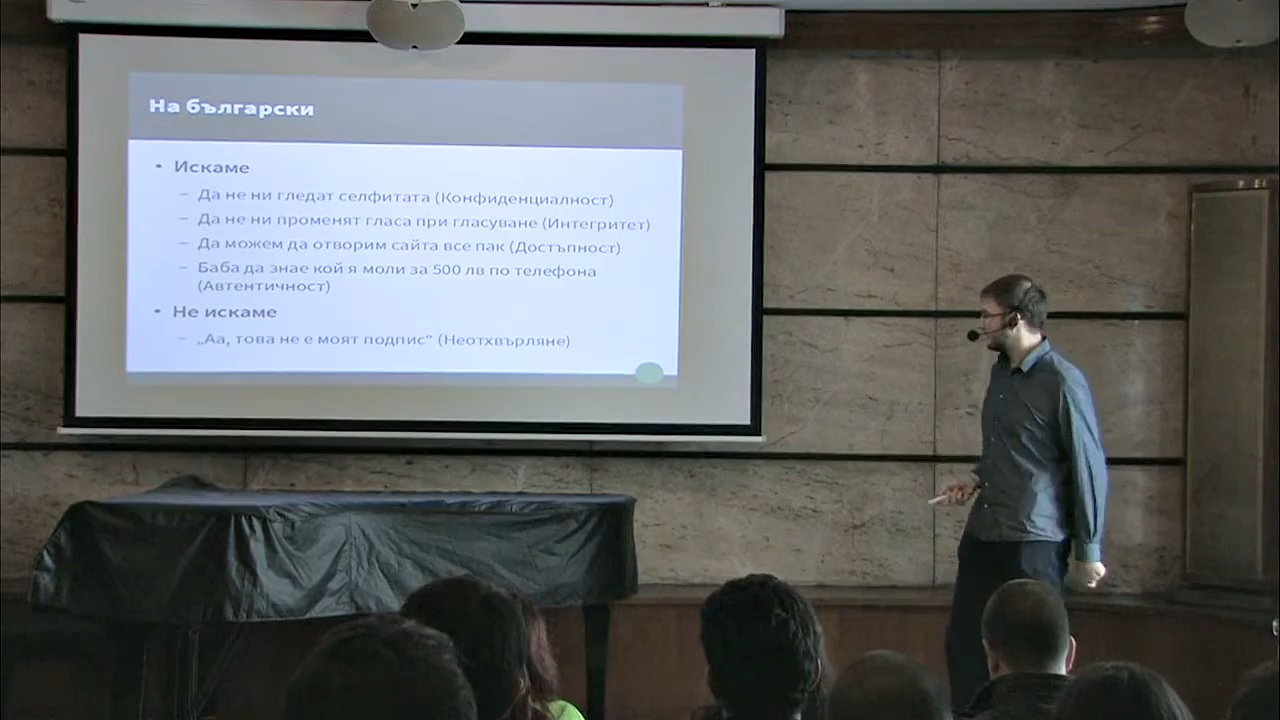 На български
• Искаме
– Да не ни гледат селфитата (Конфиденциалност)
– Да не ни променят гласа при гласуване (Интегритет)
– Да можем да отворим сайта все пак (Достъпност)
– Баба да знае кой я моли за 500 лв по телефона
(Автентичност)
• Не искаме
– „Аа, това не е моят подпис“ (Неотхвърляне)